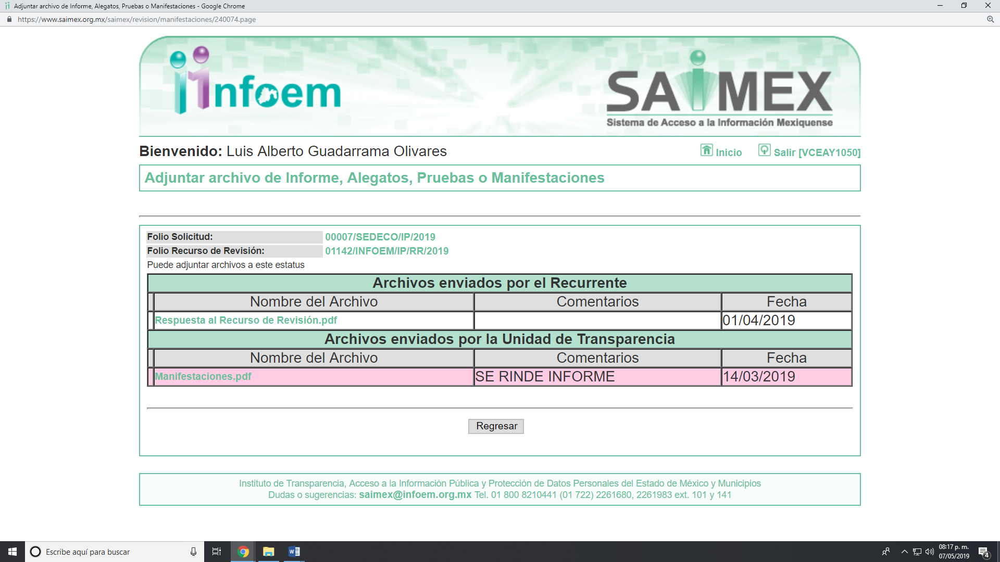 Adjuntar archivo de Informe, Alegatos, Pruebas o Manifestaciones - Google Chrome
https://www.saimex.org.mx/saimex/revision/manifestaciones/240074.page
infoem
SAiMEX
Sistema de Acceso a la Información Mexiquense
Bienvenido: Luis Alberto Guadarrama Olivares
Inicio Salir [VCEAY1050]
Adjuntar archivo de Informe, Alegatos, Pruebas o Manifestaciones
Folio Solicitud: 00007/SEDECO/IP/2019
Folio Recurso de Revisión: 01142/INFOEM/IP/RR/2019
Puede adjuntar archivos a este estatus
Archivos enviados por el Recurrente
Nombre del Archivo Comentarios Fecha
Respuesta al Recurso de Revisión.pdf 01/04/2019
Archivos enviados por la Unidad de Transparencia
Nombre del Archivo Comentarios Fecha
Manifestaciones.pdf SE RINDE INFORME 14/03/2019
Regresar
Instituto de Transparencia, Acceso a la Información Pública y Protección de Datos Personales del Estado de México y Municipios
Dudas o sugerencias: saimex@infoem.org.mx Tel. 01 800 8210441 (01 722) 2261680, 2261983 ext. 101 y 141
Escribe aquí para buscar
08:17 p. m.
07/05/2019
4